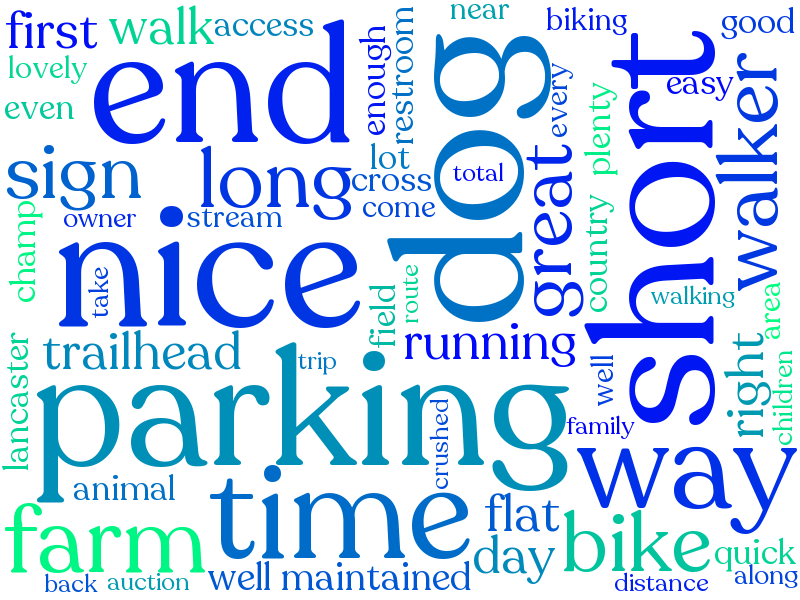 first
walk
access
near
biking
good
lovely
end
enough
restroom
dog
short
easy
even
every
plenty
walker
sign
long
lot
cross
total
great
come
champ
owner
stream
country
nice
take
route
field
walking
area
lancaster
trailhead
trip
running
well
right
children
parking
crushed
family
animal
time
way
farm
flat
bike
day
quick
back
auction
well maintained
distance
along